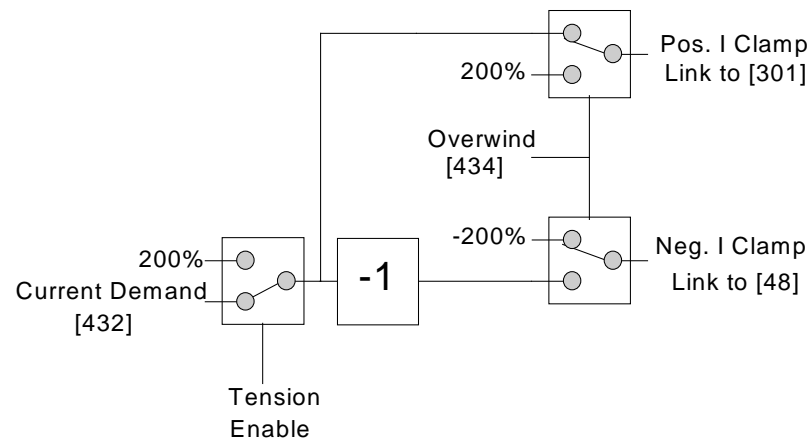 Pos. I Clamp
Link to [301]
200%
Overwind
[434]
-200%
Neg. I Clamp
Link to [48]
200%
Current Demand
[432]
-1
Tension
Enable